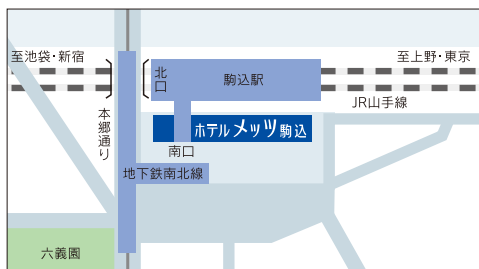 至池袋・新宿
北口
駒込駅
至上野・東京
JR山手線
本郷通り
ホテルメッツ駒込
南口
地下鉄南北線
六義園